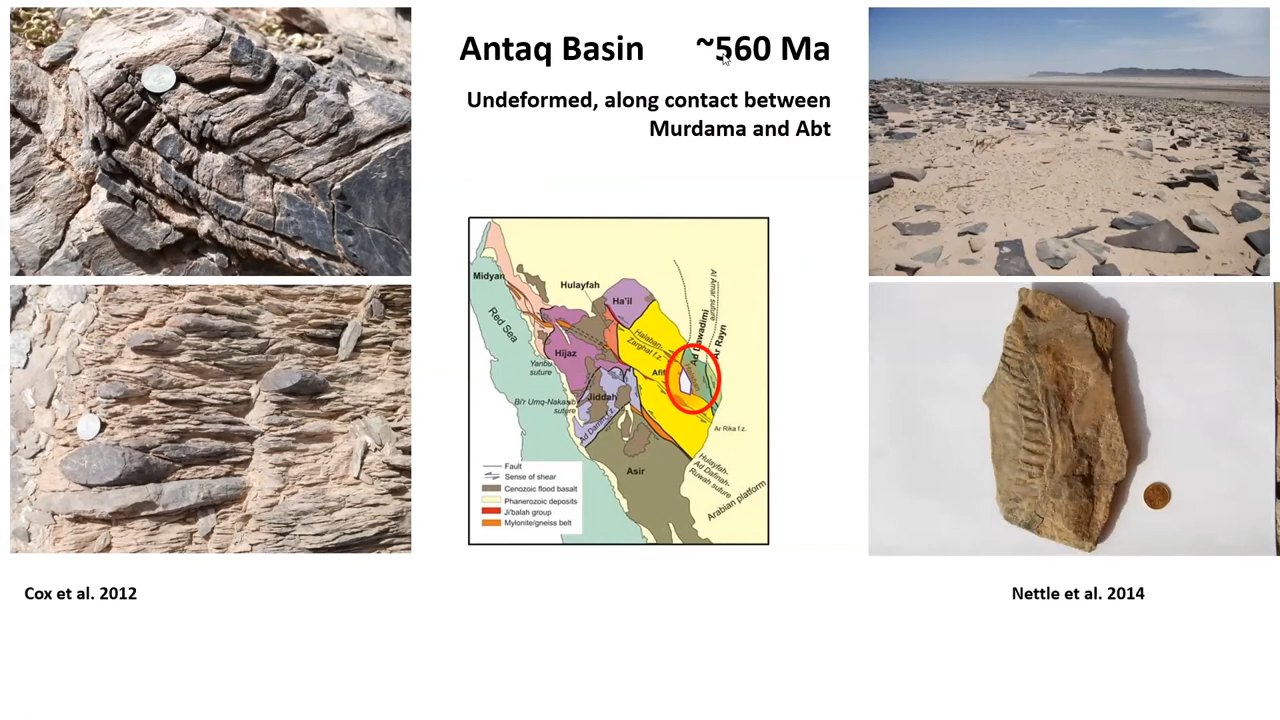 Antaq Basin ~560 Ma
Undeformed, along contact between
Murdama and Abt
Midyan
Hulayfah
Ha'il
Al Amar suture
Ad Dawadimi
Ar Rayn
Red Sea
Halaban-
Zarghat f.z.
Hijaz
Yanbu
suture
Afif
Jiddah
Bi'r Umq-Nakasib
suture
Ad Damm f.z.
Ar Rika f.z.
Asir
Hulayfah-
Ad Dafinah-
Ruwah suture
Arabian platform
Fault
Sense of shear
Cenozoic flood basalt
Phanerozoic deposits
Ji'balah group
Mylonite/gneiss belt
Cox et al. 2012
Nettle et al. 2014